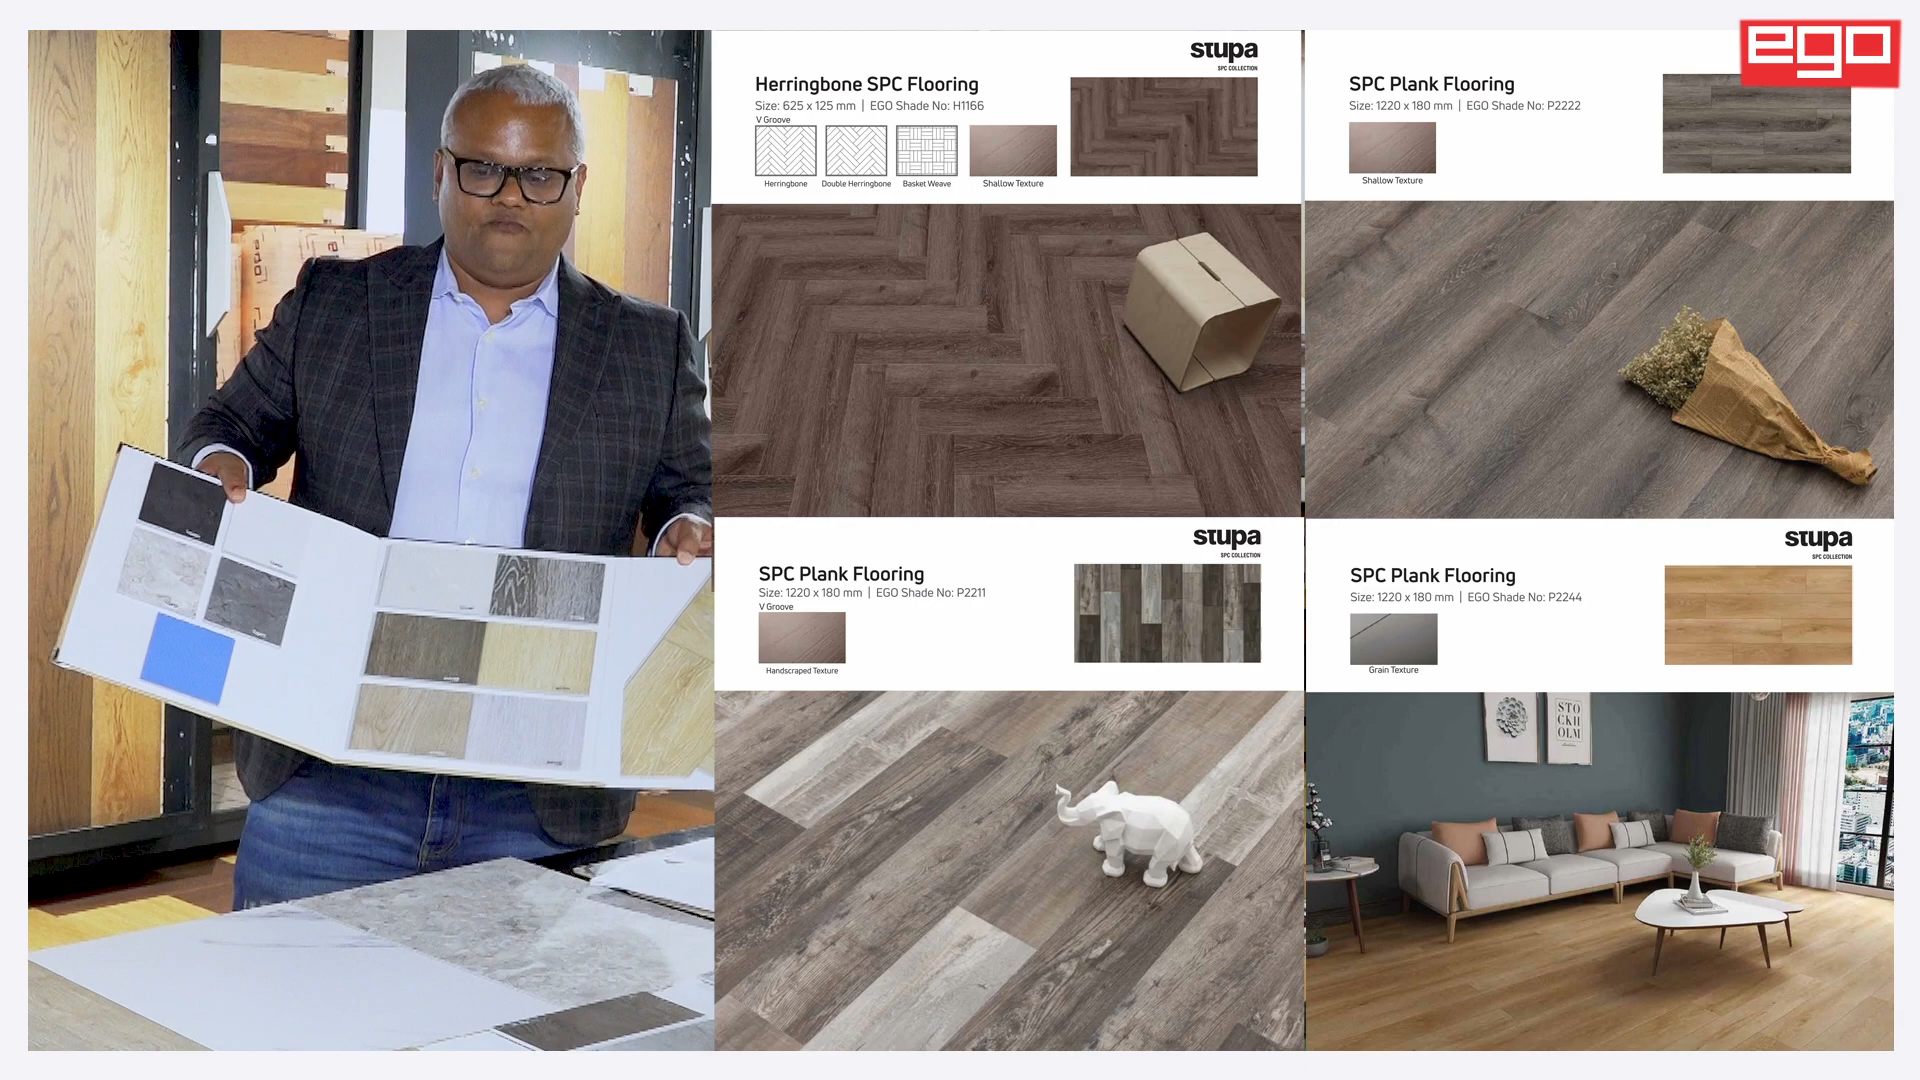 ego
stupa
SPC COLLECTION
Herringbone SPC Flooring
Size: 625 x 125 mm | EGO Shade No: H1166
V Groove
Herringbone
Double Herringbone
Basket Weave
Shallow Texture
SPC Plank Flooring
Size: 1220 x 180 mm | EGO Shade No: P2222
Shallow Texture
stupa
SPC COLLECTION
SPC Plank Flooring
Size: 1220 x 180 mm | EGO Shade No: P2211
V Groove
Handscraped Texture
stupa
SPC COLLECTION
SPC Plank Flooring
Size: 1220 x 180 mm | EGO Shade No: P2244
Grain Texture
STO
CKH
OLM